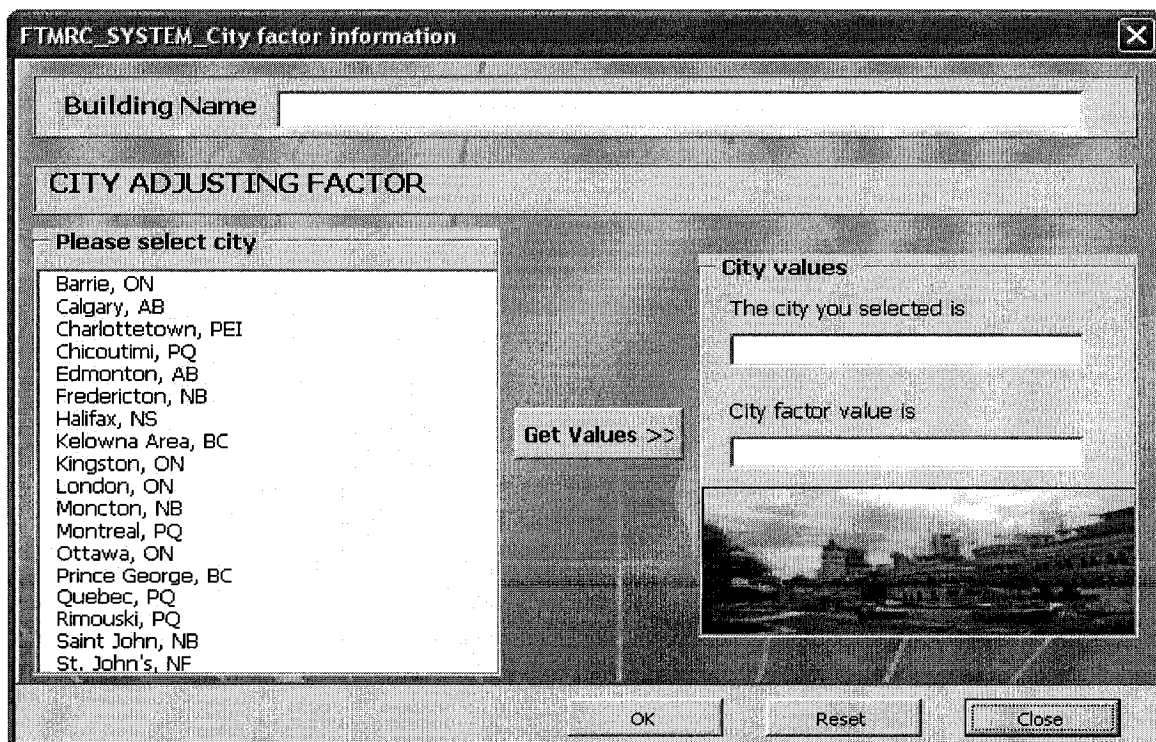 FTMRC_SYSTEM_City factor information
Building Name
CITY ADJUSTING FACTOR
Please select city
Barrie, ON
Calgary, AB
Charlottetown, PEI
Chicoutimi, PQ
Edmonton, AB
Fredericton, NB
Halifax, NS
Kelowna Area, BC
Kingston, ON
London, ON
Moncton, NB
Montreal, PQ
Ottawa, ON
Prince George, BC
Quebec, PQ
Rimouski, PQ
Saint John, NB
St. John's, NF
Get Values >>
City values
The city you selected is
City factor value is
OK
Reset
Close